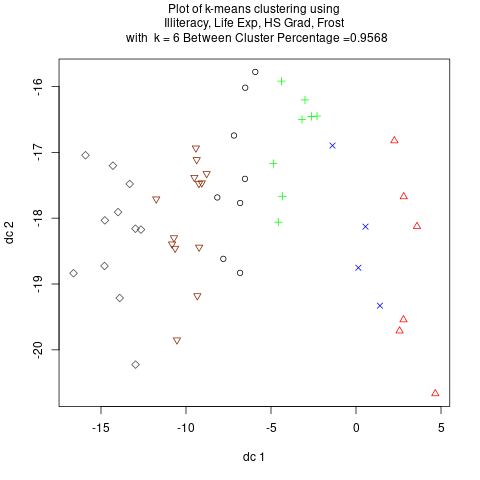 Plot of k-means clustering using
Illiteracy, Life Exp, HS Grad, Frost
with k = 6 Between Cluster Percentage =0.9568
-16
-17
-18
-19
-20
dc 2
-15 -10 -5 0 5
dc 1